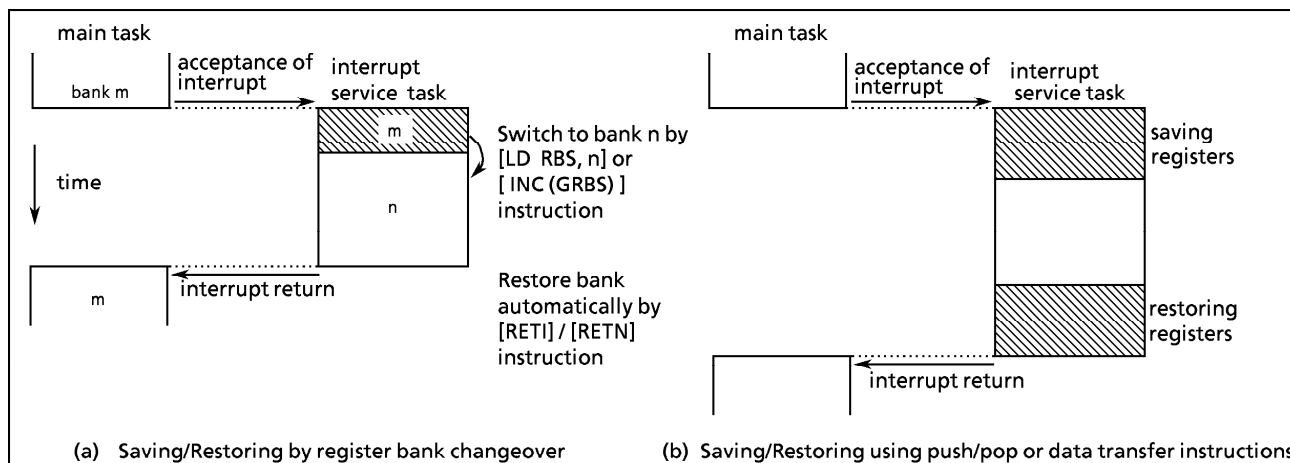 main task
bank m
acceptance of
interrupt
interrupt
service task
m
Switch to bank n by
[LD RBS, n] or
[ INC (GRBS) ]
instruction
time
n
interrupt return
m
Restore bank
automatically by
[RETI] / [RETN]
instruction
(a) Saving/Restoring by register bank changeover
main task
acceptance of
interrupt
interrupt
service task
saving
registers
restoring
registers
interrupt return
(b) Saving/Restoring using push/pop or data transfer instructions